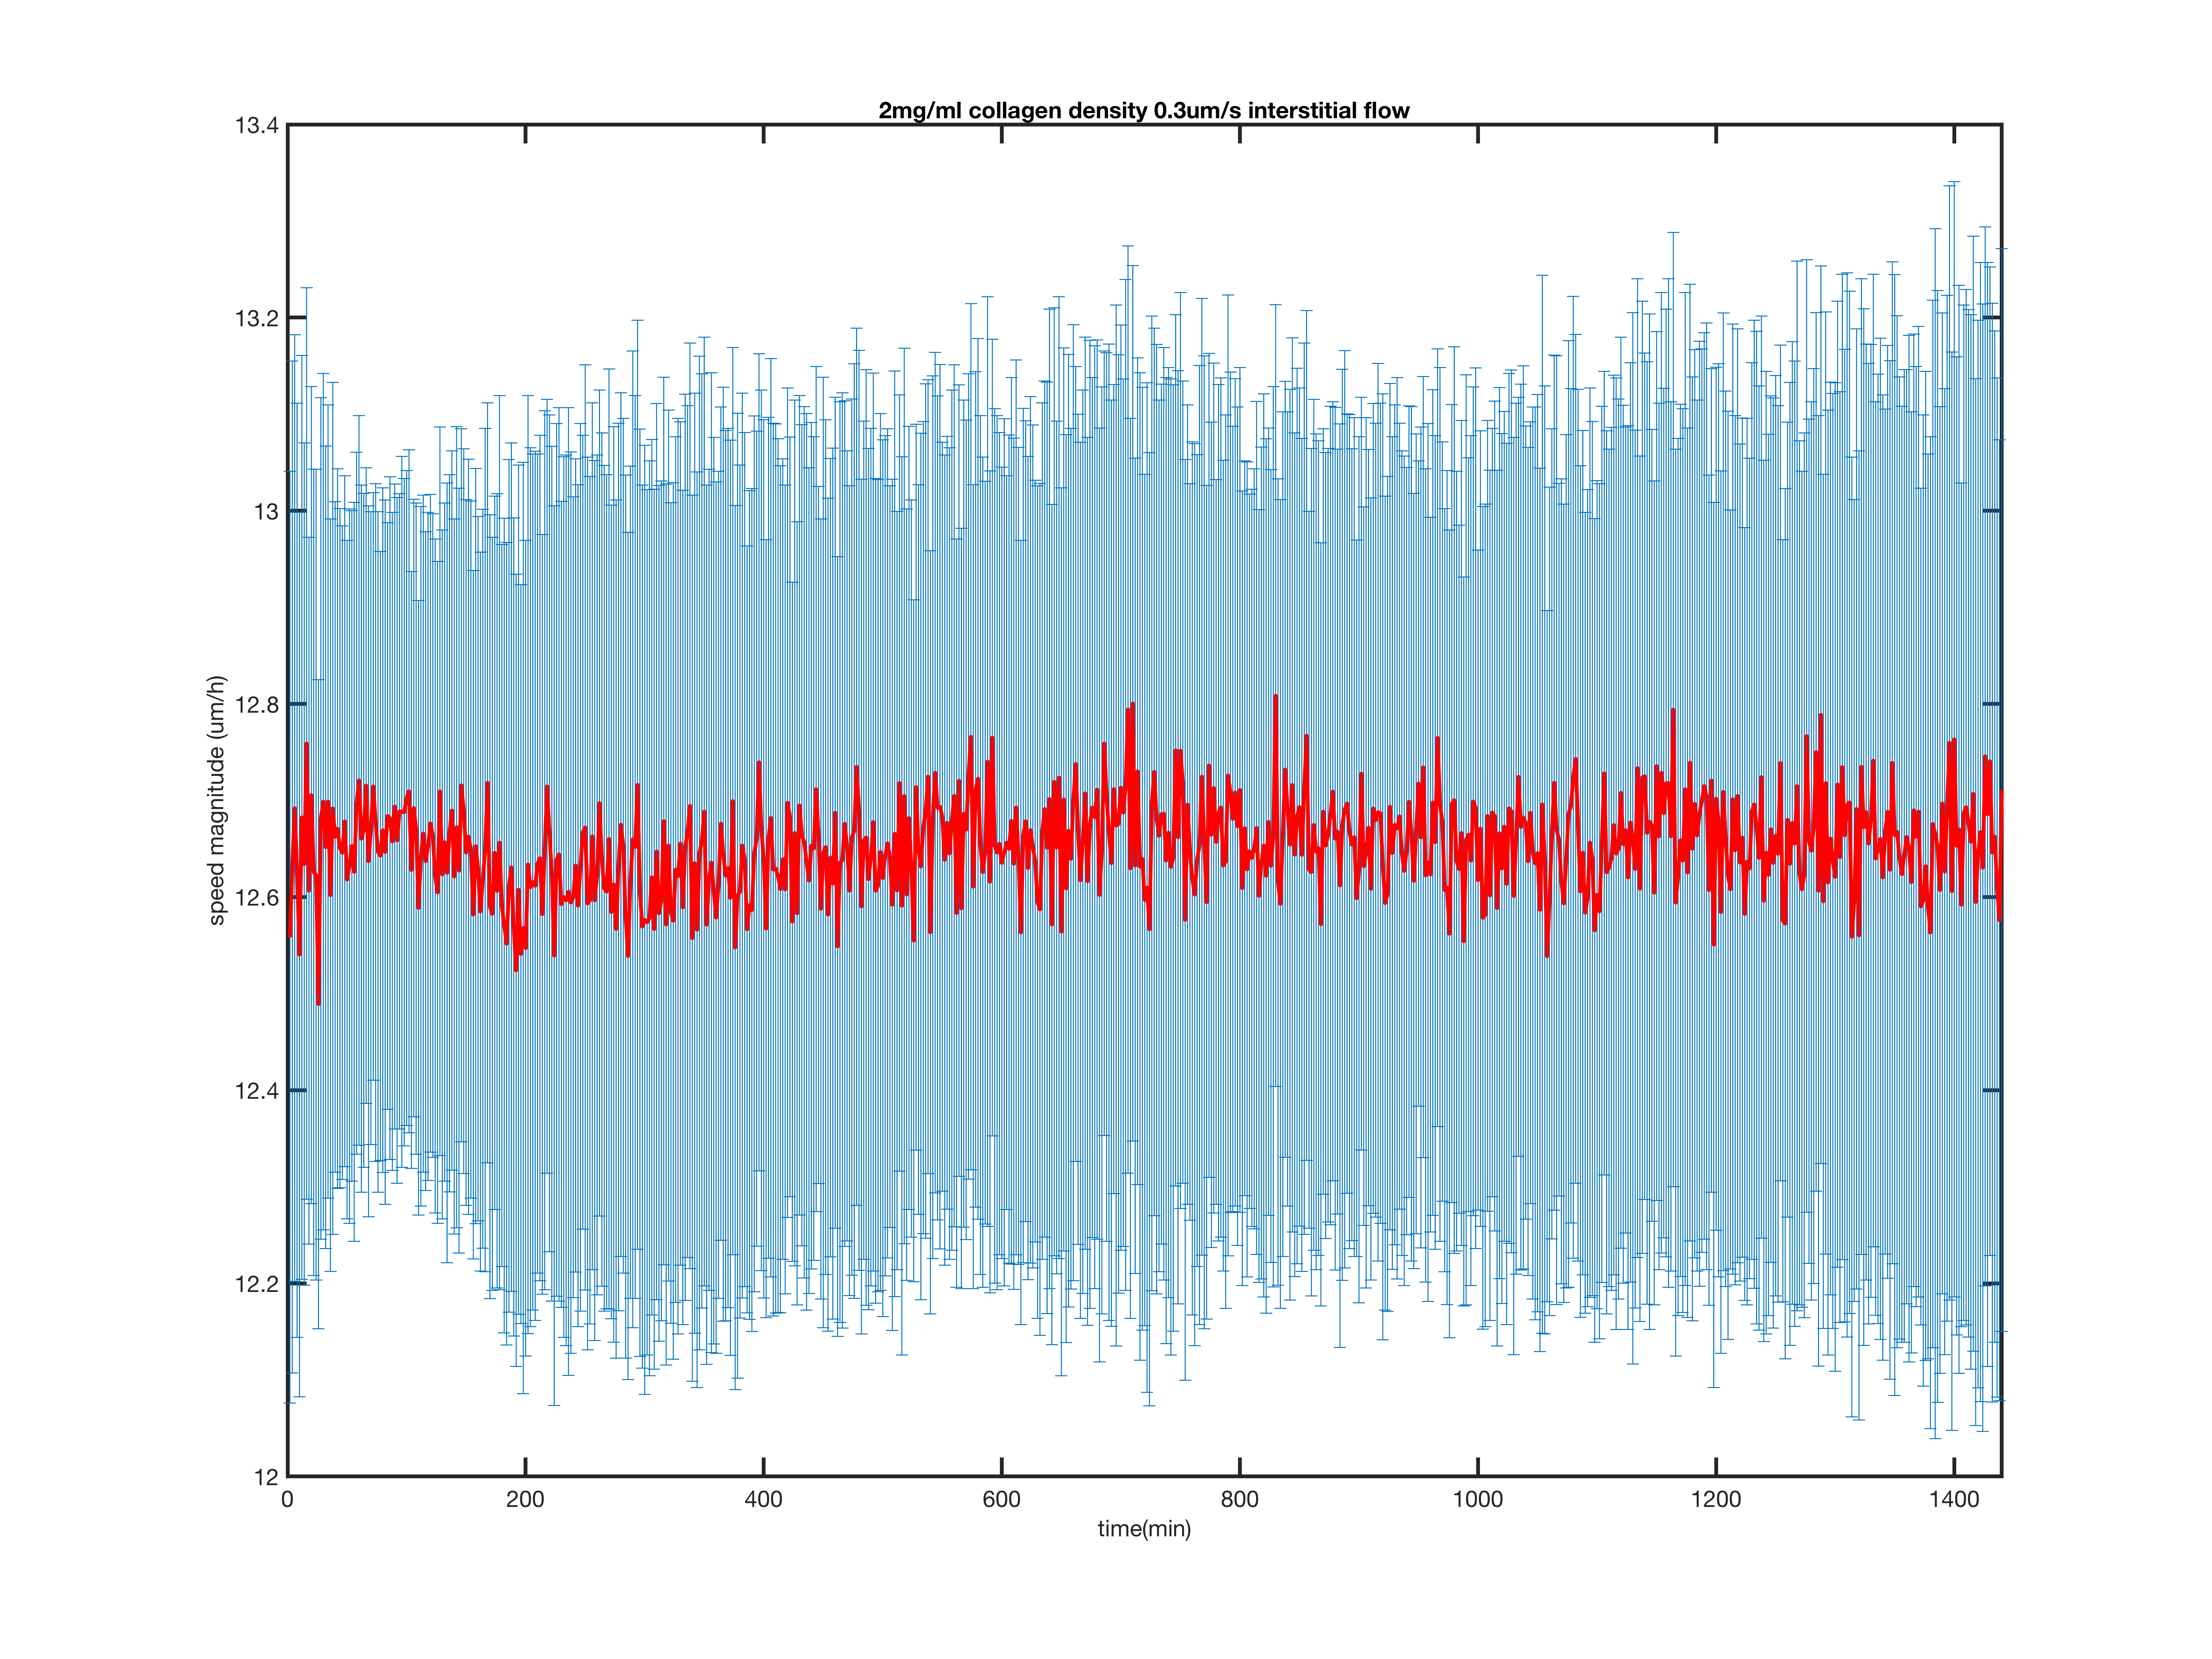 2mg/ml collagen density 0.3um/s interstitial flow
13.4
13.2
13
12.8
12.6
12.4
12.2
12
speed magnitude (um/h)
0 200 400 600 800 1000 1200 1400
time(min)